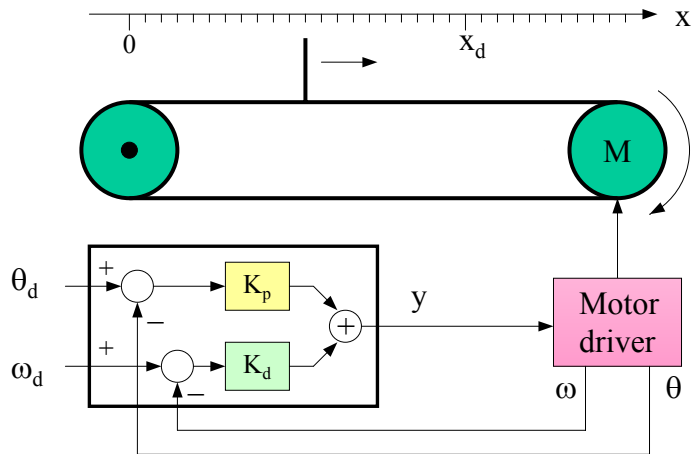 x
0
x_d
M
θ_d
+
−
K_p
+
y
Motor
driver
ω_d
+
−
K_d
ω
θ